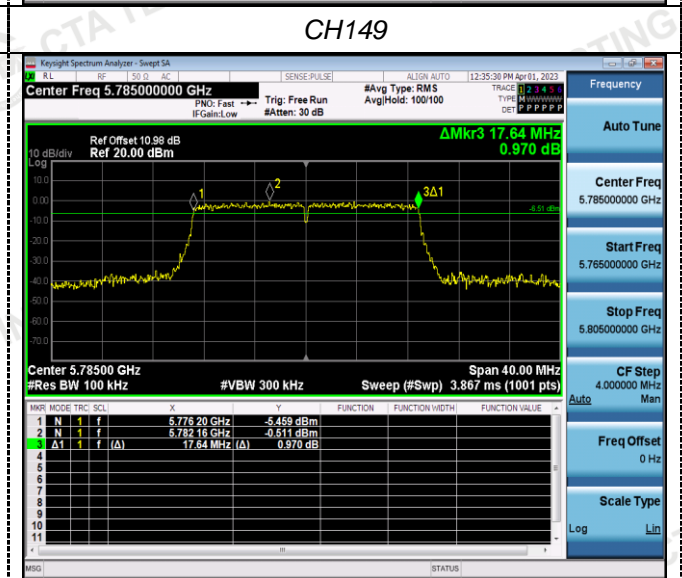 CH149
Keysight Spectrum Analyzer - Swept SA
RL RF 50 Ω AC SENSE:PULSE ALIGN AUTO 12:35:30 PM Apr 01, 2023
Center Freq 5.785000000 GHz #Avg Type: RMS TRACE 1 2 3 4 5 6
PNO: Fast Trig: Free Run Avg|Hold: 100/100 TYPE M W W W W W
IFGain:Low #Atten: 30 dB DET P P P P P P
Frequency
Auto Tune
ΔMkr3 17.64 MHz
0.970 dB
Ref Offset 10.98 dB
10 dB/div Ref 20.00 dBm
Log
10.0
0.00
-10.0
-20.0
-30.0
-40.0
-50.0
-60.0
-70.0
1
2
3Δ1
-6.51 dBm
Center 5.78500 GHz Span 40.00 MHz
#Res BW 100 kHz #VBW 300 kHz Sweep (#Swp) 3.867 ms (1001 pts)
MKR MODE TRC SCL X Y FUNCTION FUNCTION WIDTH FUNCTION VALUE
1 N 1 f 5.776 20 GHz -5.459 dBm
2 N 1 f 5.782 16 GHz -0.511 dBm
3 Δ1 1 f (Δ) 17.64 MHz (Δ) 0.970 dB
4
5
6
7
8
9
10
11
Center Freq
5.785000000 GHz
Start Freq
5.765000000 GHz
Stop Freq
5.805000000 GHz
CF Step
4.000000 MHz
Auto Man
Freq Offset
0 Hz
Scale Type
Log Lin
MSG STATUS